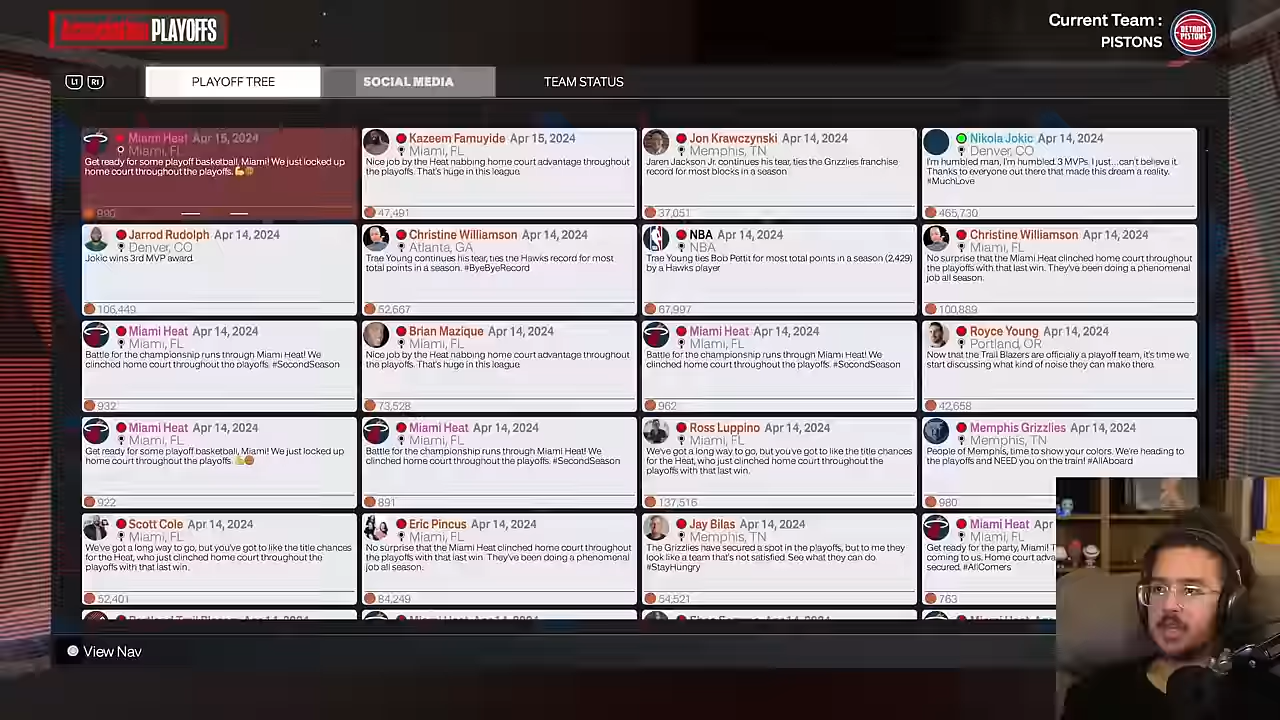 Association PLAYOFFS
Current Team :
PISTONS
DETROIT
PISTONS
L1 R1
PLAYOFF TREE
SOCIAL MEDIA
TEAM STATUS
Miami Heat Apr 15, 2024
Miami, FL
Get ready for some playoff basketball, Miami! We just locked up
home court throughout the playoffs. 💪🏀
990
Kazeem Famuyide Apr 15, 2024
Miami, FL
Nice job by the Heat nabbing home court advantage throughout
the playoffs. That's huge in this league.
47,491
Jon Krawczynski Apr 14, 2024
Memphis, TN
Jaren Jackson Jr. continues his tear, ties the Grizzlies franchise
record for most blocks in a season.
37,051
Nikola Jokic Apr 14, 2024
Denver, CO
I'm humbled man, I'm humbled. 3 MVPs. I just...can't believe it.
Thanks to everyone out there that made this dream a reality.
#MuchLove
465,730
Jarrod Rudolph Apr 14, 2024
Denver, CO
Jokic wins 3rd MVP award.
106,449
Christine Williamson Apr 14, 2024
Atlanta, GA
Trae Young continues his tear, ties the Hawks record for most
total points in a season. #ByeByeRecord
52,667
NBA Apr 14, 2024
NBA
Trae Young ties Bob Pettit for most total points in a season (2,429)
by a Hawks player
67,997
Christine Williamson Apr 14, 2024
Miami, FL
No surprise that the Miami Heat clinched home court throughout
the playoffs with that last win. They've been doing a phenomenal
job all season.
100,889
Miami Heat Apr 14, 2024
Miami, FL
Battle for the championship runs through Miami Heat! We
clinched home court throughout the playoffs. #SecondSeason
932
Brian Mazique Apr 14, 2024
Miami, FL
Nice job by the Heat nabbing home court advantage throughout
the playoffs. That's huge in this league.
73,528
Miami Heat Apr 14, 2024
Miami, FL
Battle for the championship runs through Miami Heat! We
clinched home court throughout the playoffs. #SecondSeason
962
Royce Young Apr 14, 2024
Portland, OR
Now that the Trail Blazers are officially a playoff team, it's time we
start discussing what kind of noise they can make there.
42,658
Miami Heat Apr 14, 2024
Miami, FL
Get ready for some playoff basketball, Miami! We just locked up
home court throughout the playoffs. 💪🏀
922
Miami Heat Apr 14, 2024
Miami, FL
Battle for the championship runs through Miami Heat! We
clinched home court throughout the playoffs. #SecondSeason
891
Ross Luppino Apr 14, 2024
Miami, FL
We've got a long way to go, but you've got to like the title chances
for the Heat, who just clinched home court throughout the
playoffs with that last win.
137,516
Memphis Grizzlies Apr 14, 2024
Memphis, TN
People of Memphis, time to show your colors. We're heading to
the playoffs and NEED you on the train! #AllAboard
980
Scott Cole Apr 14, 2024
Miami, FL
We've got a long way to go, but you've got to like the title chances
for the Heat, who just clinched home court throughout the
playoffs with that last win.
52,401
Eric Pincus Apr 14, 2024
Miami, FL
No surprise that the Miami Heat clinched home court throughout
the playoffs with that last win. They've been doing a phenomenal
job all season.
84,249
Jay Bilas Apr 14, 2024
Memphis, TN
The Grizzlies have secured a spot in the playoffs, but to me they
look like a team that's not satisfied. See what they can do
#StayHungry
54,521
Miami Heat Apr
Miami, FL
Get ready for the party, Miami! T
coming to us. Home court adva
secured. #AllComers
763
View Nav